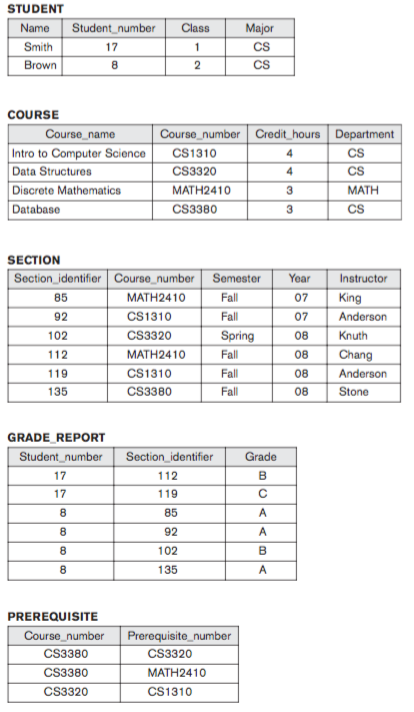 STUDENT
Name Student_number Class Major
Smith 17 1 CS
Brown 8 2 CS
COURSE
Course_name Course_number Credit_hours Department
Intro to Computer Science CS1310 4 CS
Data Structures CS3320 4 CS
Discrete Mathematics MATH2410 3 MATH
Database CS3380 3 CS
SECTION
Section_identifier Course_number Semester Year Instructor
85 MATH2410 Fall 07 King
92 CS1310 Fall 07 Anderson
102 CS3320 Spring 08 Knuth
112 MATH2410 Fall 08 Chang
119 CS1310 Fall 08 Anderson
135 CS3380 Fall 08 Stone
GRADE_REPORT
Student_number Section_identifier Grade
17 112 B
17 119 C
8 85 A
8 92 A
8 102 B
8 135 A
PREREQUISITE
Course_number Prerequisite_number
CS3380 CS3320
CS3380 MATH2410
CS3320 CS1310